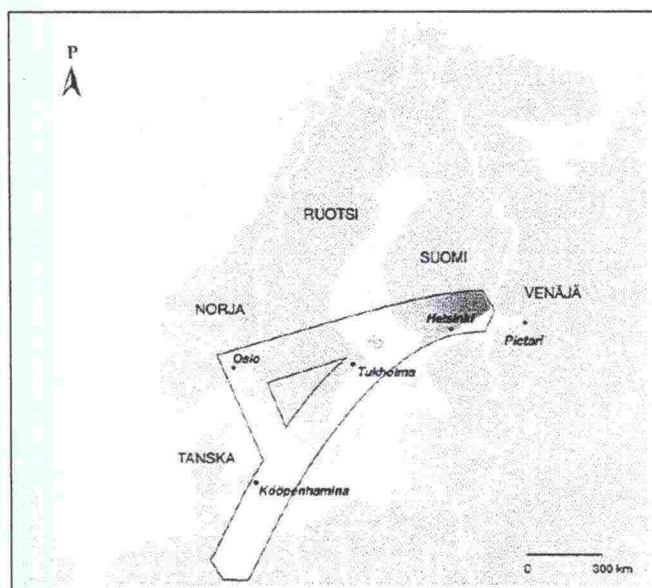 P
RUOTSI
SUOMI
VENÄJÄ
NORJA
Helsinki
Pietari
Oslo
Tukholma
TANSKA
Kööpenhamina
0 300 km